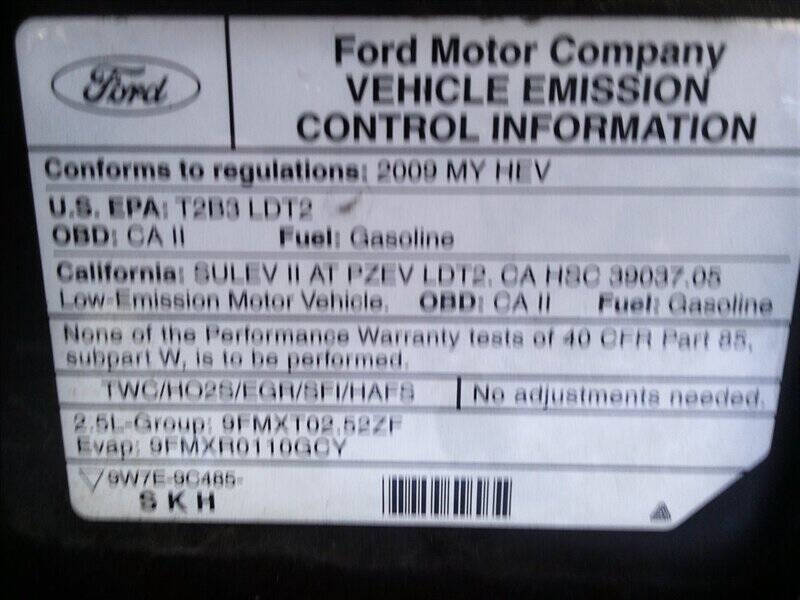 Ford
Ford Motor Company
VEHICLE EMISSION
CONTROL INFORMATION
Conforms to regulations: 2009 MY HEV
U.S. EPA: T2B3 LDT2
OBD: CA II Fuel: Gasoline
California: SULEV II AT PZEV LDT2. CA HSC 39037.05
Low-Emission Motor Vehicle. OBD: CA II Fuel: Gasoline
None of the Performance Warranty tests of 40 CFR Part 85,
subpart W, is to be performed.
TWC/HO2S/EGR/SFI/HAFS No adjustments needed.
2.5L-Group: 9FMXT02.52ZF
Evap: 9FMXR0110GCY
9W7E-9C485-
SKH